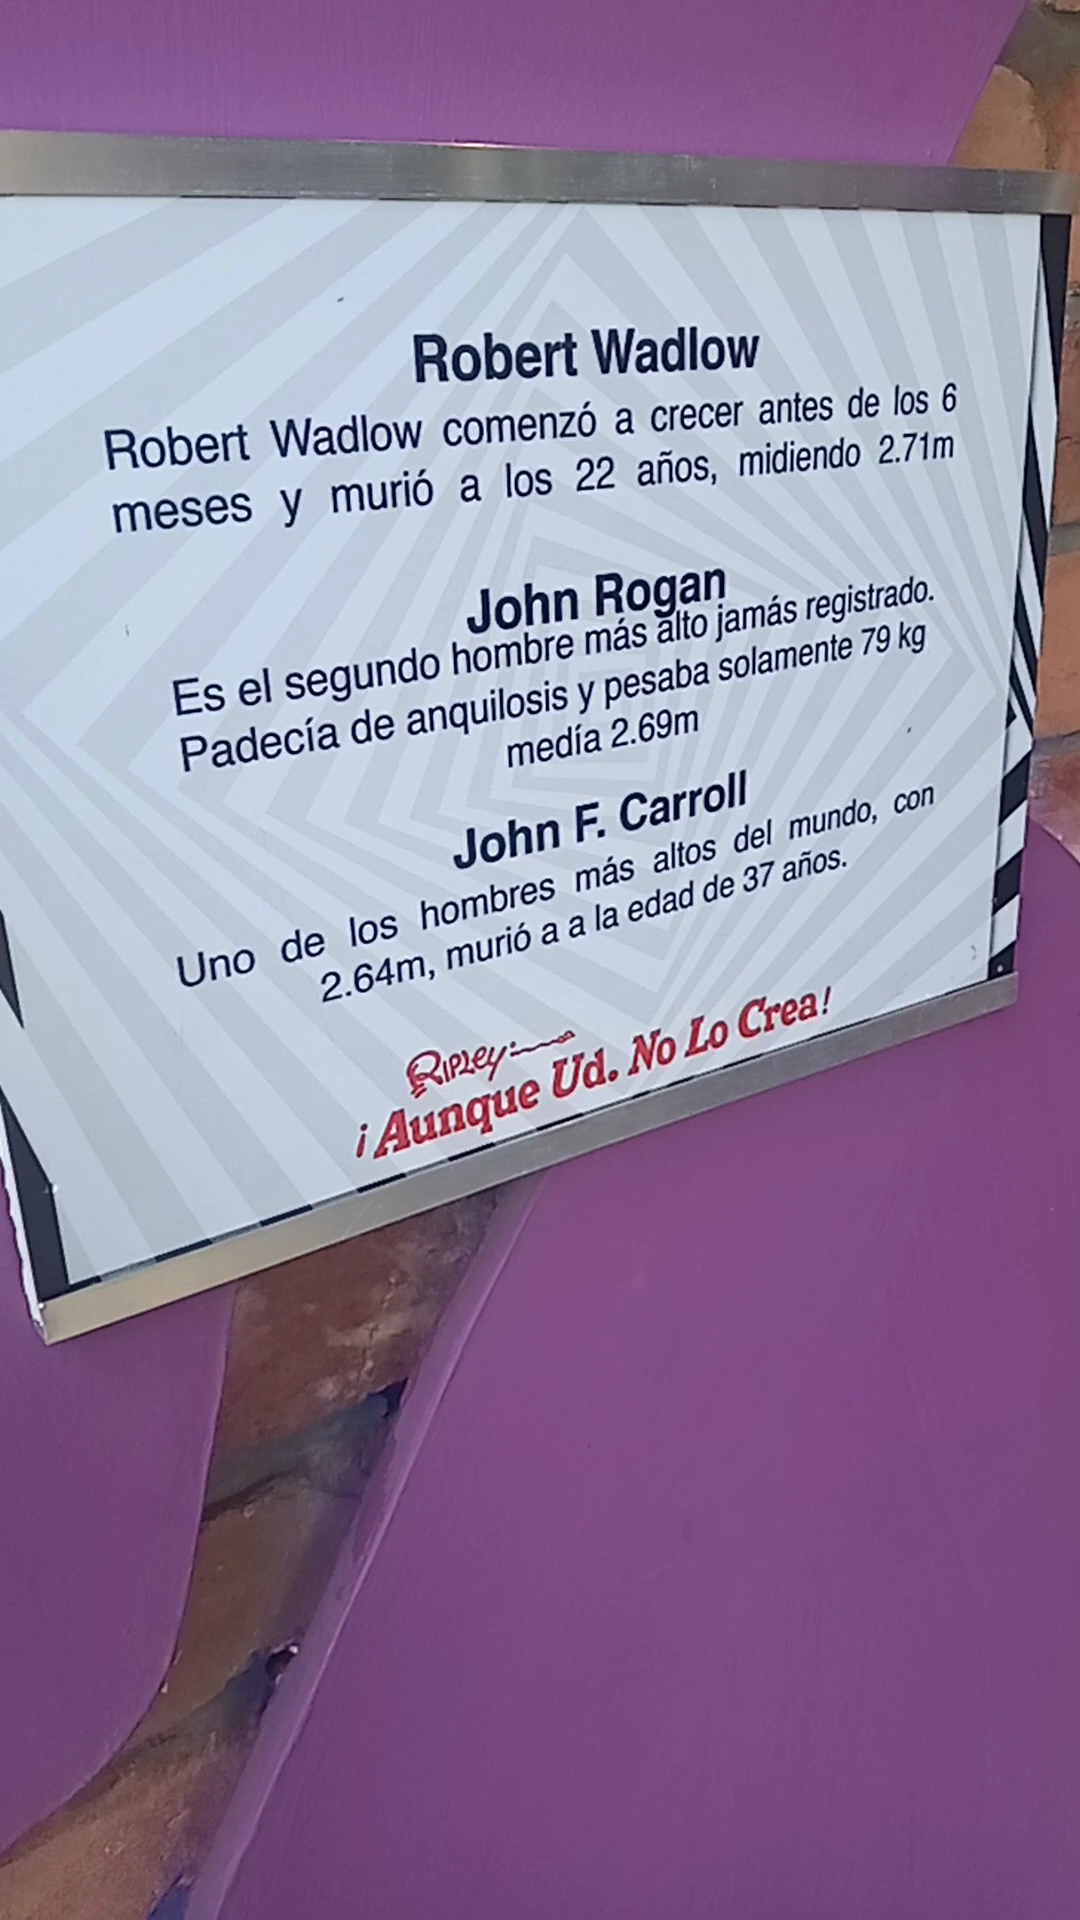 Robert Wadlow
Robert Wadlow comenzó a crecer antes de los 6
meses y murió a los 22 años, midiendo 2.71m
John Rogan
Es el segundo hombre más alto jamás registrado.
Padecía de anquilosis y pesaba solamente 79 kg
medía 2.69m
John F. Carroll
Uno de los hombres más altos del mundo, con
2.64m, murió a a la edad de 37 años.
Ripley
¡Aunque Ud. No Lo Crea!